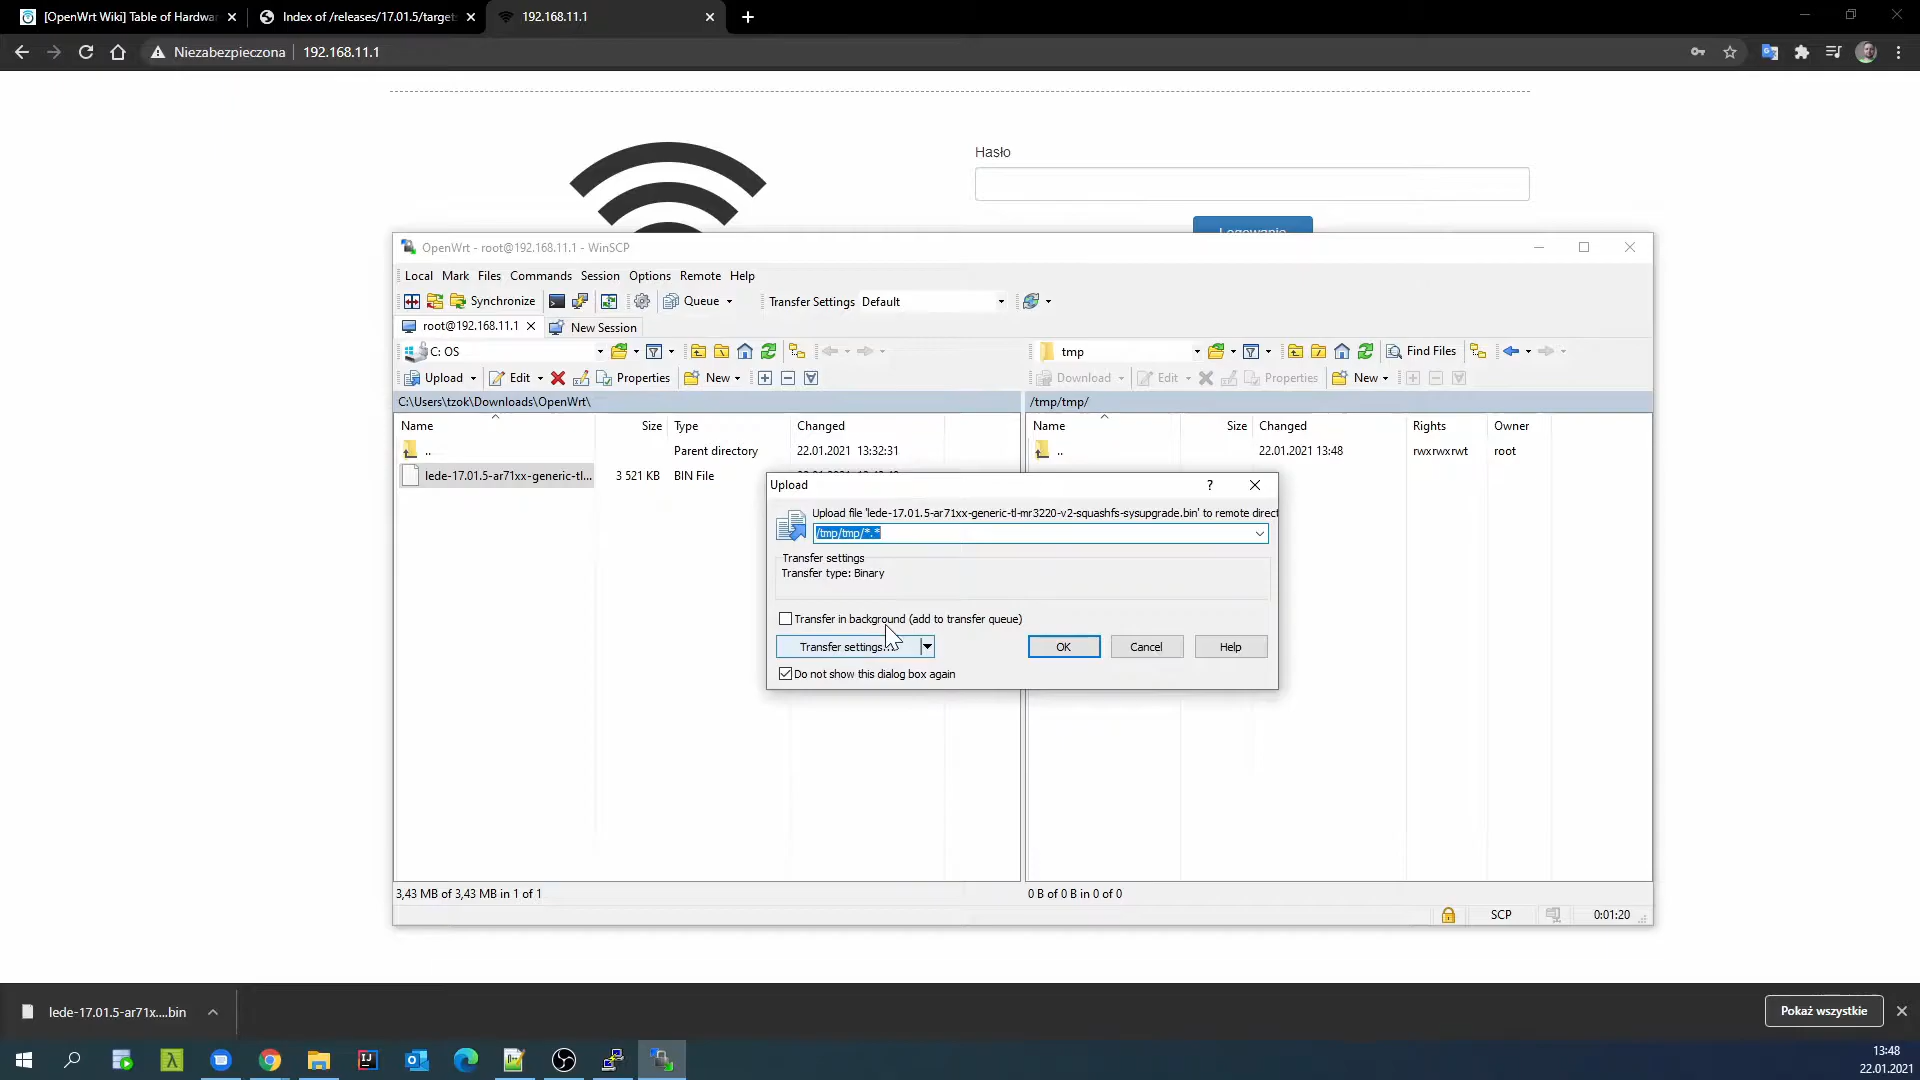 [OpenWrt Wiki] Table of Hardwar
Index of /releases/17.01.5/target
192.168.11.1
Niezabezpieczona
192.168.11.1
Hasło
OpenWrt - root@192.168.11.1 - WinSCP
Local Mark Files Commands Session Options Remote Help
Synchronize
Queue
Transfer Settings Default
root@192.168.11.1
New Session
C: OS
tmp
Find Files
Upload Edit Properties New
Download Edit Properties New
C:\Users\tzok\Downloads\OpenWrt\
/tmp/tmp/
Name Size Type Changed
Name Size Changed Rights Owner
.. Parent directory 22.01.2021 13:32:31
.. 22.01.2021 13:48 rwxrwxrwt root
lede-17.01.5-ar71xx-generic-tl... 3 521 KB BIN File
Upload
Upload file 'lede-17.01.5-ar71xx-generic-tl-mr3220-v2-squashfs-sysupgrade.bin' to remote direct
/tmp/tmp/*.*
Transfer settings
Transfer type: Binary
Transfer in background (add to transfer queue)
Transfer settings...
OK
Cancel
Help
Do not show this dialog box again
3,43 MB of 3,43 MB in 1 of 1
0 B of 0 B in 0 of 0
SCP
0:01:20
lede-17.01.5-ar71x....bin
Pokaż wszystkie
13:48
22.01.2021